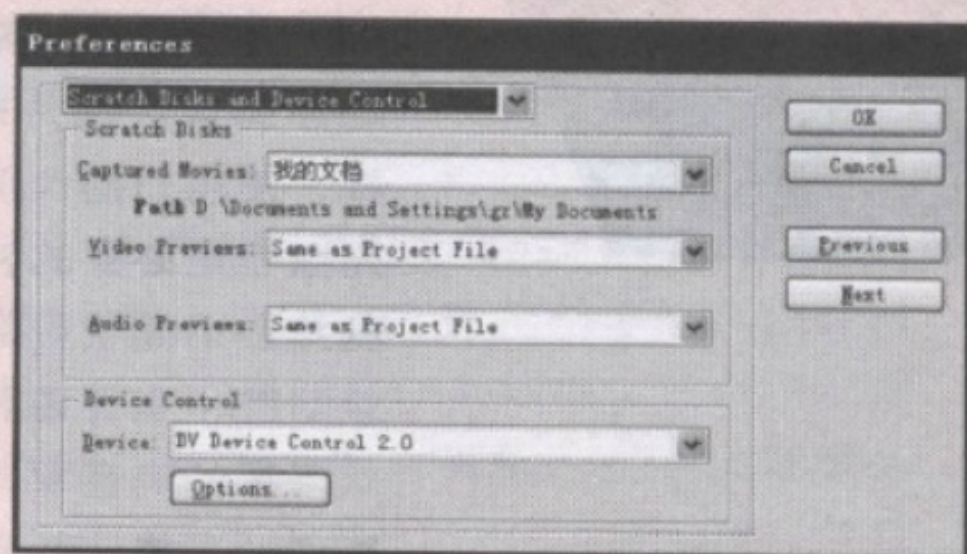 Preferences
Scratch Disks and Device Control
OK
Scratch Disks
Cancel
Captured Movies: 我的文档
Path D \Documents and Settings\gr\My Documents
Video Previews: Same as Project File
Previous
Next
Audio Previews: Same as Project File
Device Control
Device: DV Device Control 2.0
Options...